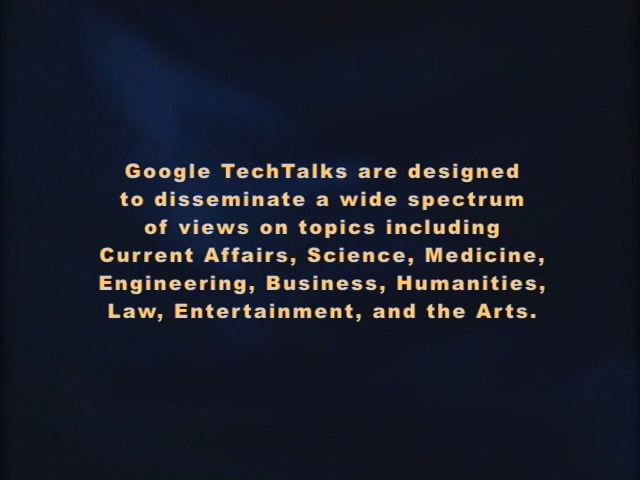 Google TechTalks are designed
to disseminate a wide spectrum
of views on topics including
Current Affairs, Science, Medicine,
Engineering, Business, Humanities,
Law, Entertainment, and the Arts.